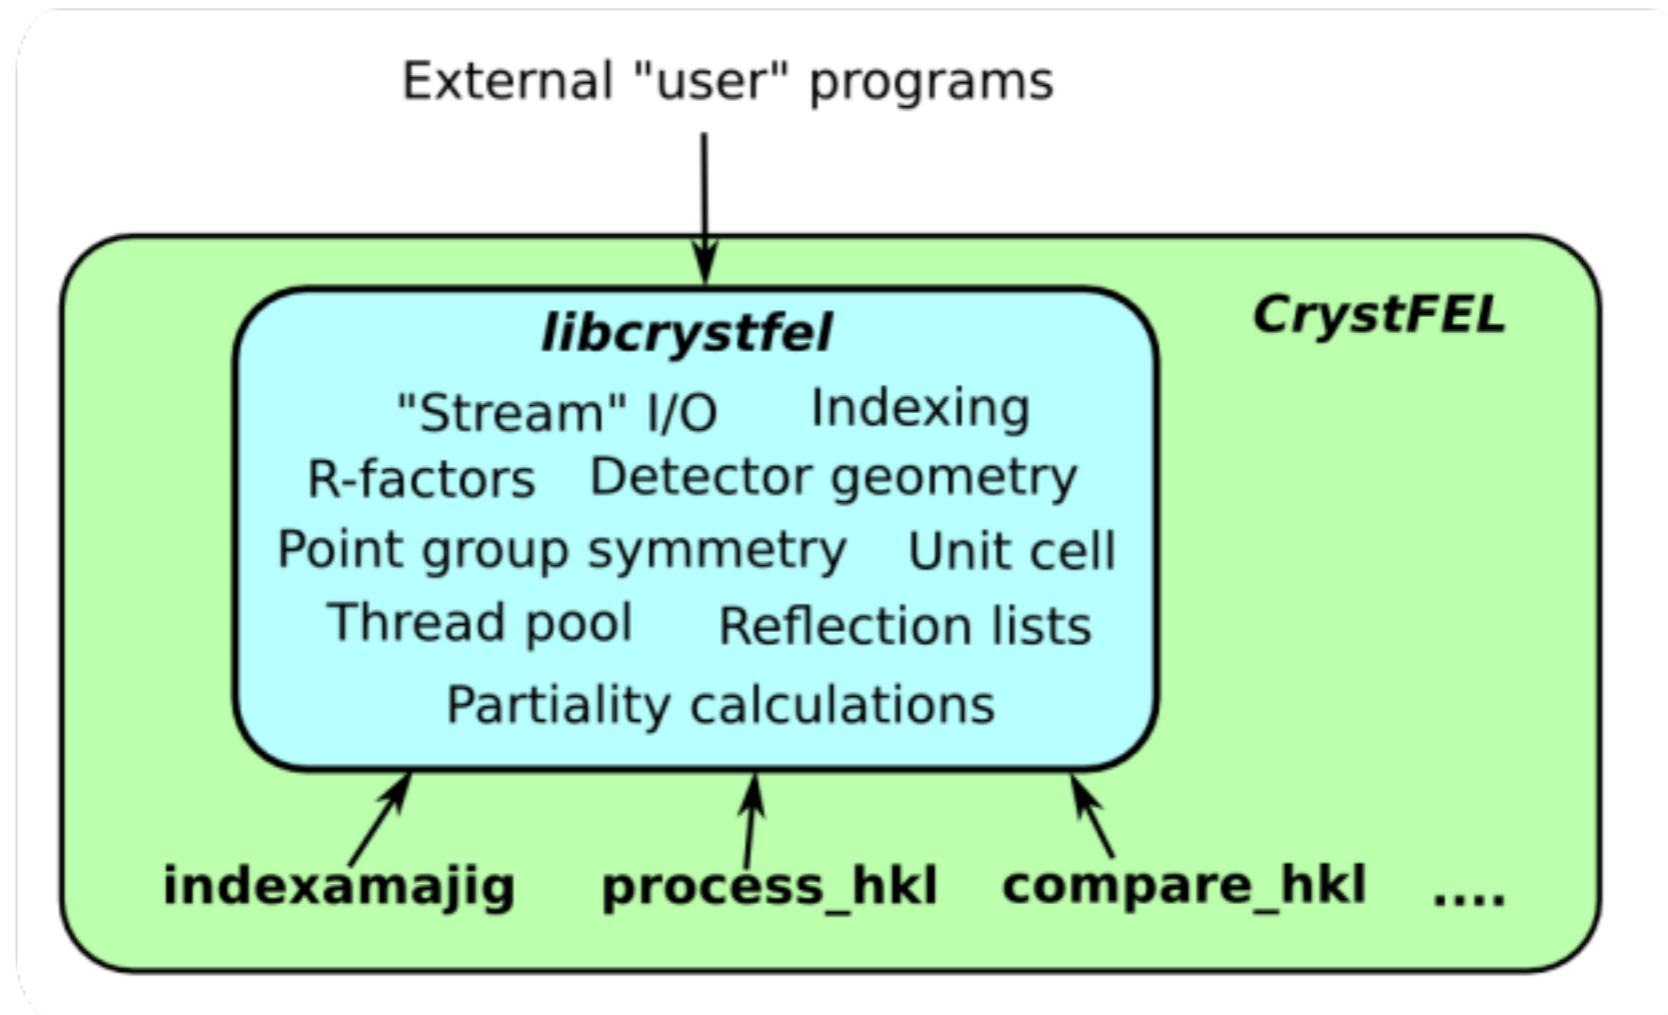 External "user" programs
CrystFEL
libcrystfel
"Stream" I/O Indexing
R-factors Detector geometry
Point group symmetry Unit cell
Thread pool Reflection lists
Partiality calculations
indexamajig process_hkl compare_hkl ....